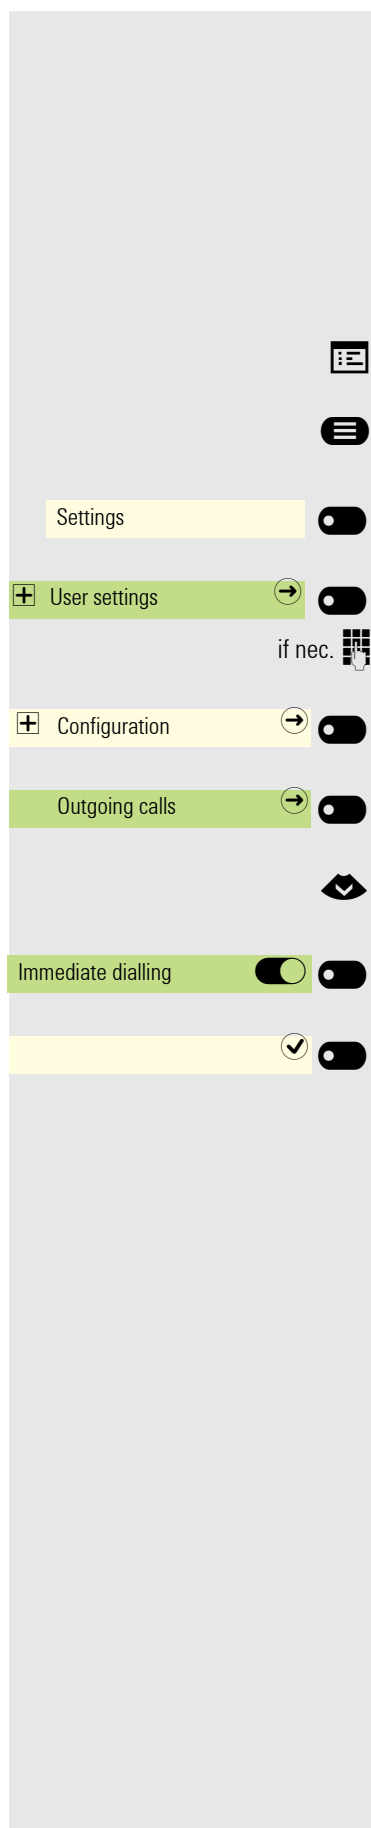 Settings
User settings
if nec.
Configuration
Outgoing calls
Immediate dialling